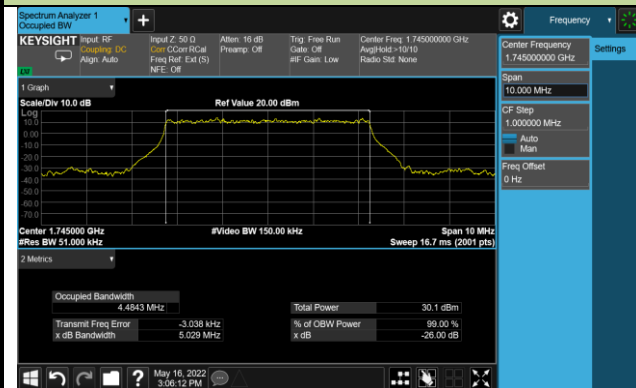 Spectrum Analyzer 1
Occupied BW
+
Frequency
KEYSIGHT
Input: RF
Coupling: DC
Align: Auto
Input Z: 50 Ω
Corr CCorr RCal
Freq Ref: Ext (S)
NFE: Off
Atten: 16 dB
Preamp: Off
Trig: Free Run
Gate: Off
#IF Gain: Low
Center Freq: 1.745000000 GHz
Avg|Hold:>10/10
Radio Std: None
Center Frequency
1.745000000 GHz
Settings
Span
10.000 MHz
CF Step
1.000000 MHz
Auto
Man
Freq Offset
0 Hz
1 Graph
Scale/Div 10.0 dB
Ref Value 20.00 dBm
Log
10.0
0.00
-10.0
-20.0
-30.0
-40.0
-50.0
-60.0
-70.0
Center 1.745000 GHz
#Video BW 150.00 kHz
Span 10 MHz
#Res BW 51.000 kHz
Sweep 16.7 ms (2001 pts)
2 Metrics
Occupied Bandwidth
4.4843 MHz
Total Power
30.1 dBm
Transmit Freq Error
-3.038 kHz
% of OBW Power
99.00 %
x dB Bandwidth
5.029 MHz
x dB
-26.00 dB
?
May 16, 2022
3:06:12 PM